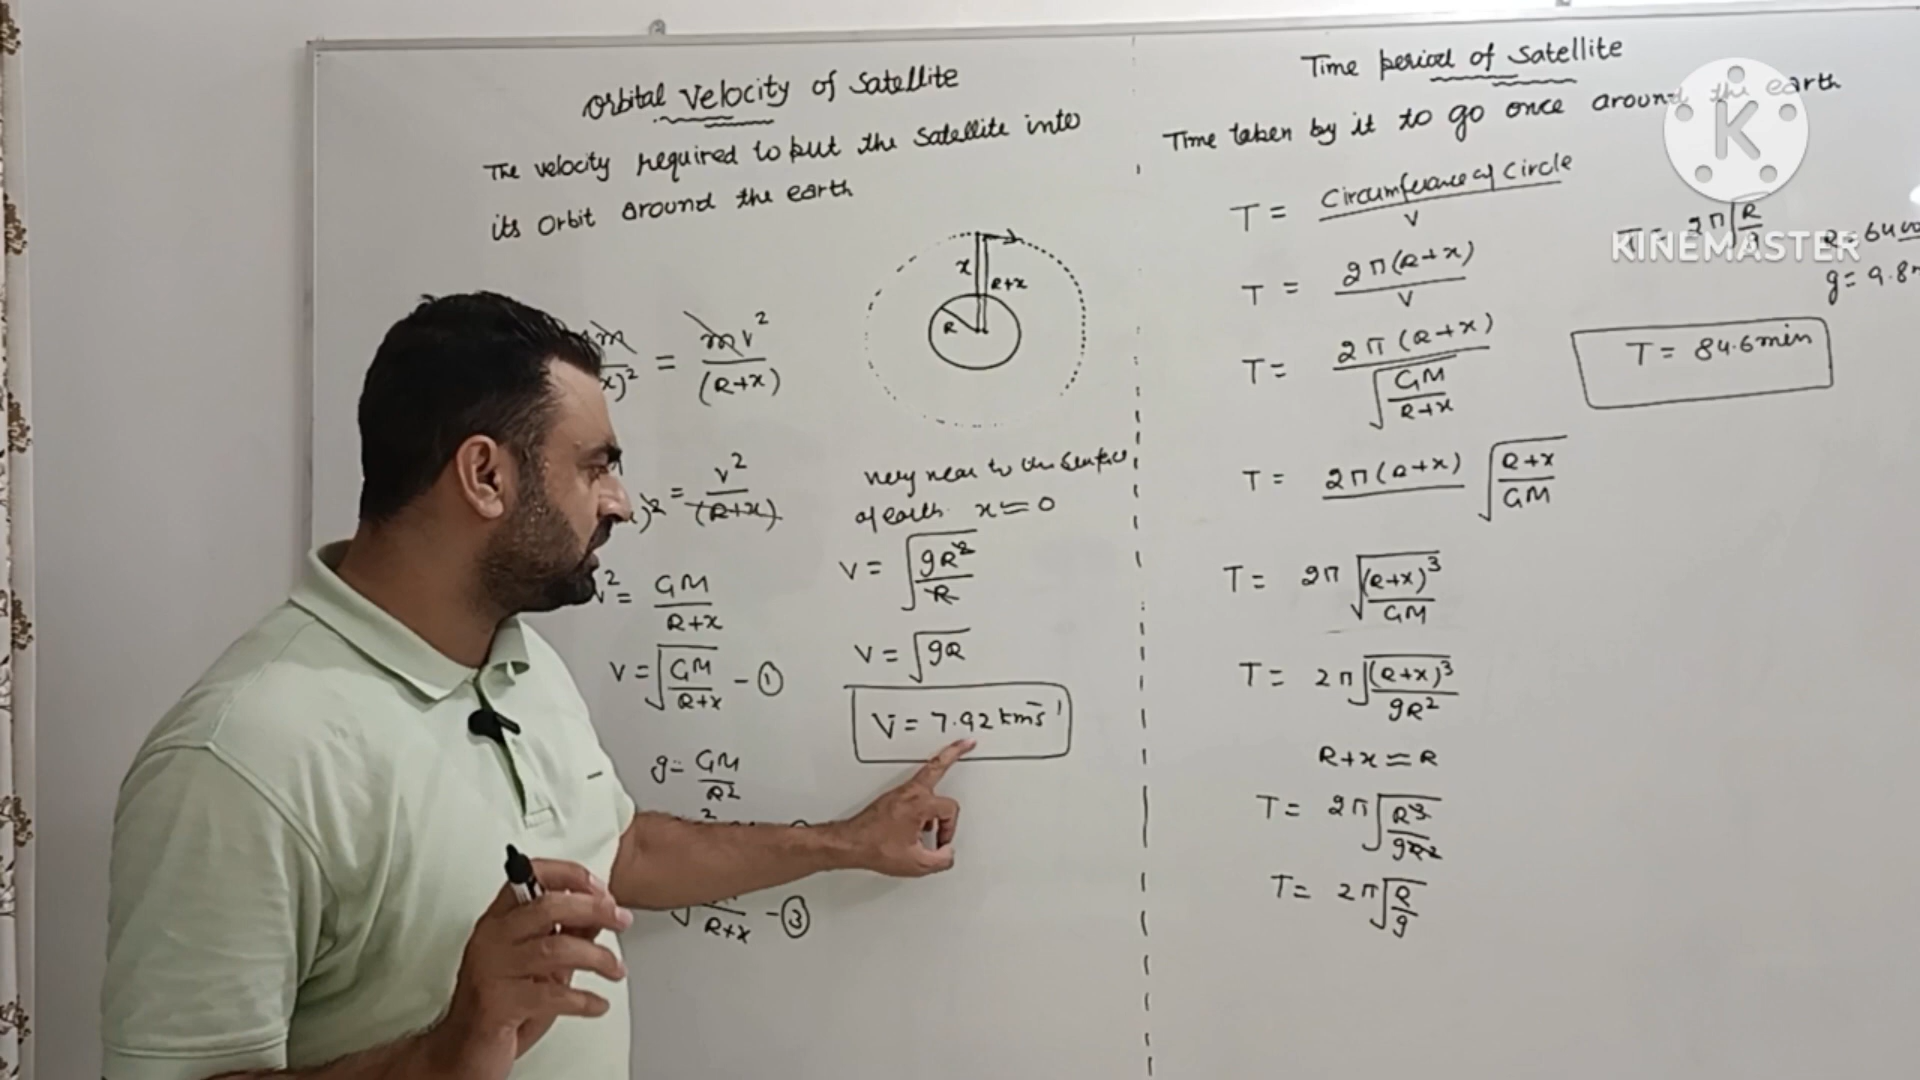 Orbital Velocity of Satellite
The velocity required to put the satellite into
its orbit around the earth
x
R+x
R
m = mv²
x)² (R+x)
= v²
x)² (R+x)
v² = GM
R+x
V = √GM - ①
R+x
g = GM
R²
R+x - ③
very near to the surface
of earth x ≈ 0
V = √gR²
R
V = √gR
V = 7.92 kms⁻¹
Time period of Satellite
Time taken by it to go once around the earth
T = Circumferance of Circle
V
T = 2π(R+x)
V
T = 2π(R+x)
√GM
R+x
T = 2π(R+x) √R+x
GM
T = 2π √(R+x)³
GM
T = 2π √(R+x)³
gR²
R+x ≈ R
T = 2π √R³
gR²
T = 2π √R
g
T = 2π √R
g
R = 6400
g = 9.8
T = 84.6 min
K
KINEMASTER